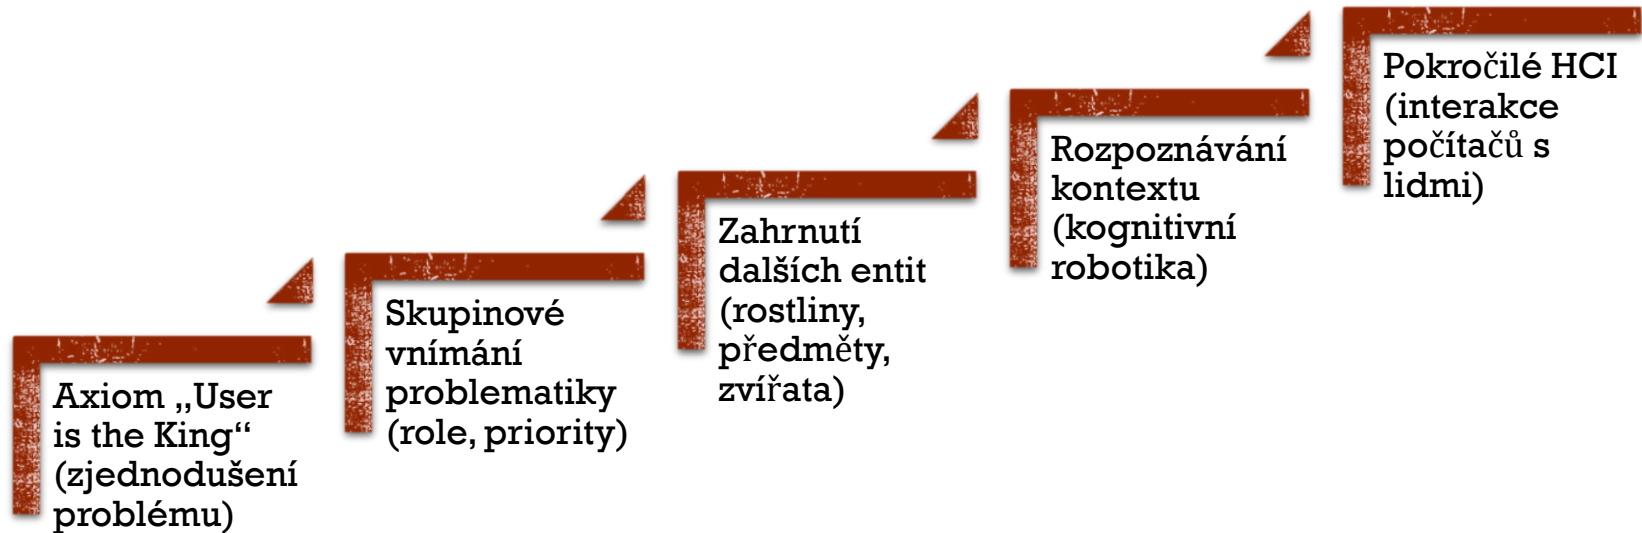 Axiom „User
is the King“
(zjednodušení
problému)
Skupinové
vnímání
problematiky
(role, priority)
Zahrnutí
dalších entit
(rostliny,
předměty,
zvířata)
Rozpoznávání
kontextu
(kognitivní
robotika)
Pokročilé HCI
(interakce
počítačů s
lidmi)